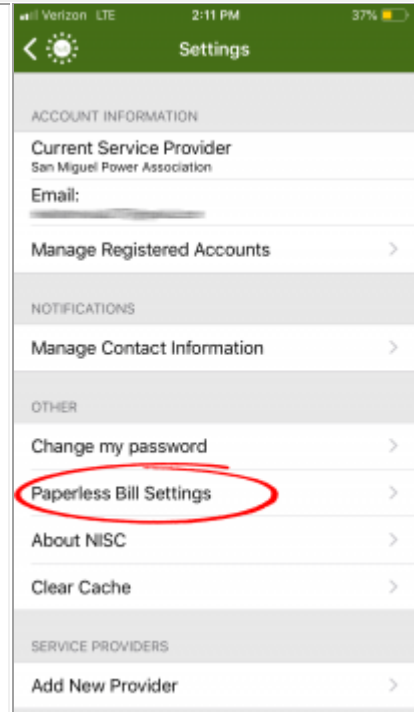 Verizon LTE 2:11 PM 37%
Settings
ACCOUNT INFORMATION
Current Service Provider
San Miguel Power Association
Email:
Manage Registered Accounts
NOTIFICATIONS
Manage Contact Information
OTHER
Change my password
Paperless Bill Settings
About NISC
Clear Cache
SERVICE PROVIDERS
Add New Provider